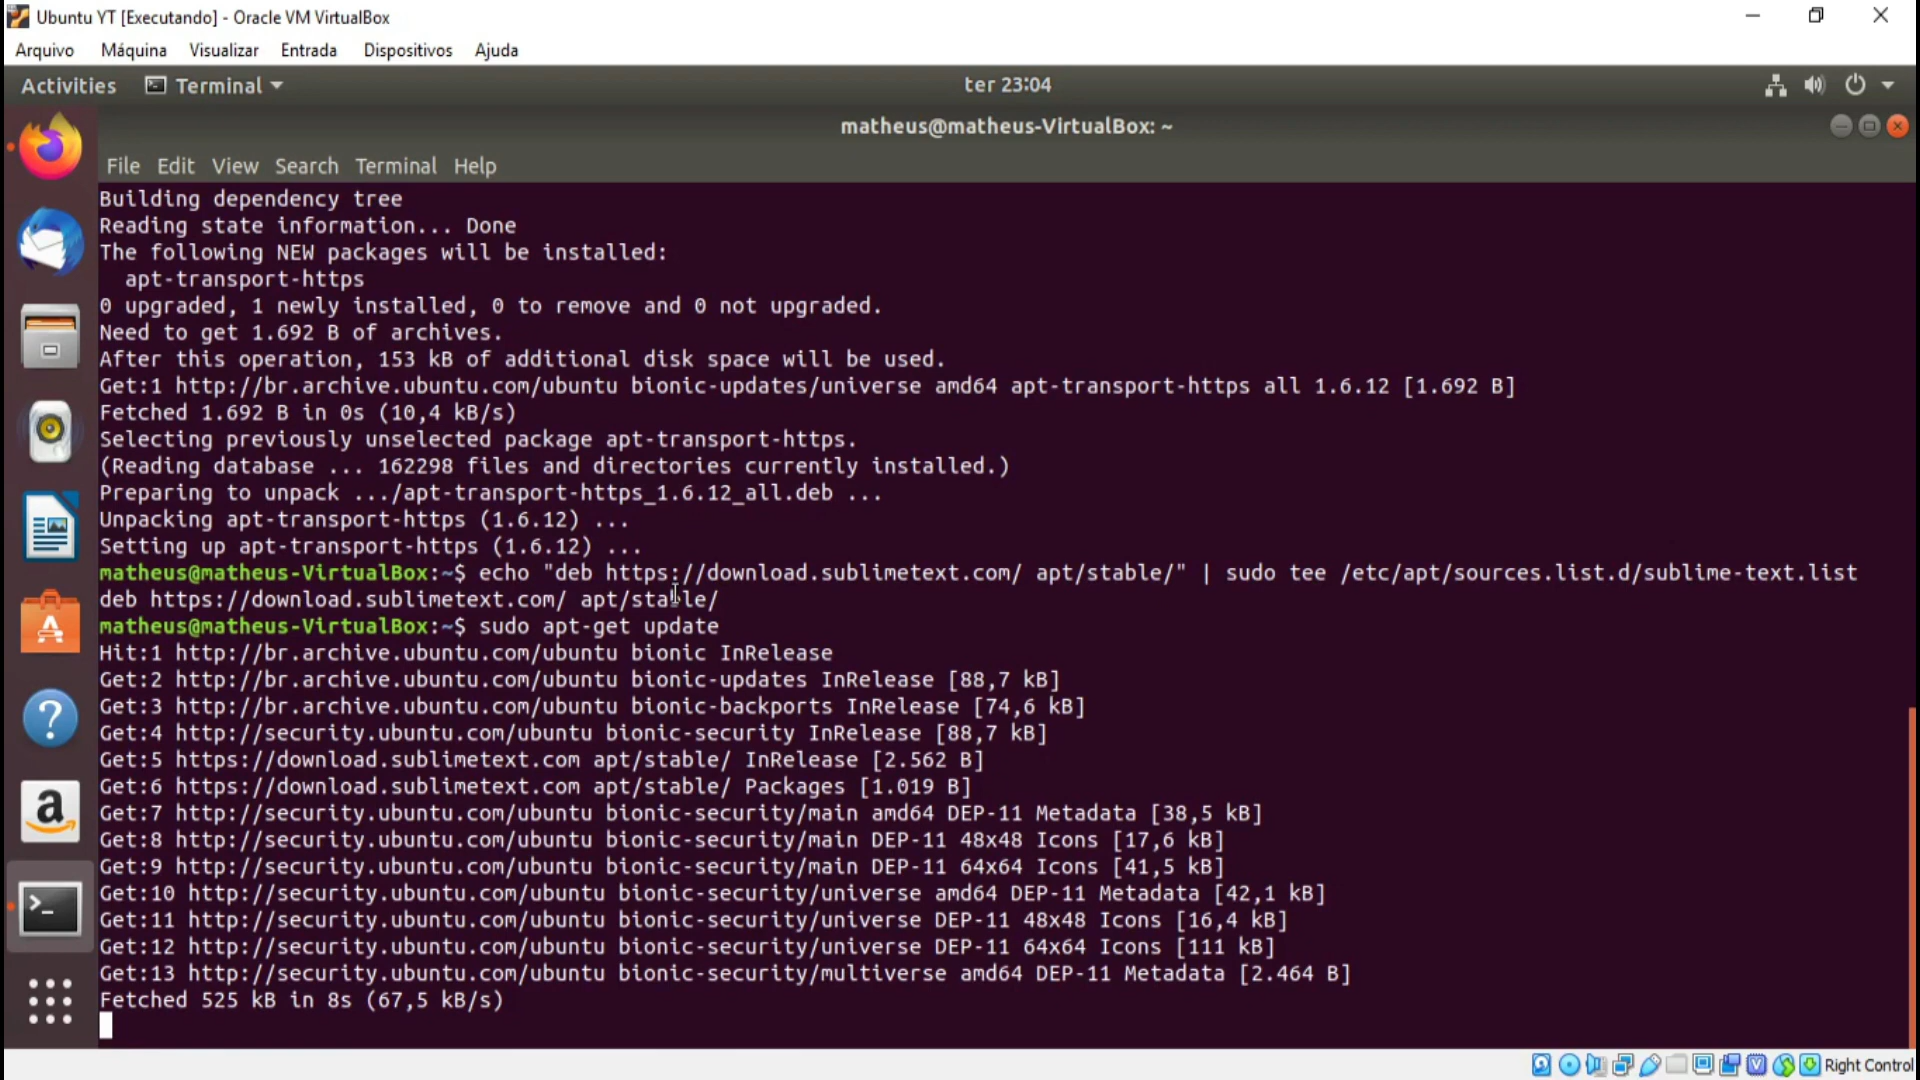 Ubuntu YT [Executando] - Oracle VM VirtualBox
Arquivo Máquina Visualizar Entrada Dispositivos Ajuda
Activities Terminal ter 23:04
matheus@matheus-VirtualBox: ~
File Edit View Search Terminal Help
Building dependency tree
Reading state information... Done
The following NEW packages will be installed:
apt-transport-https
0 upgraded, 1 newly installed, 0 to remove and 0 not upgraded.
Need to get 1.692 B of archives.
After this operation, 153 kB of additional disk space will be used.
Get:1 http://br.archive.ubuntu.com/ubuntu bionic-updates/universe amd64 apt-transport-https all 1.6.12 [1.692 B]
Fetched 1.692 B in 0s (10,4 kB/s)
Selecting previously unselected package apt-transport-https.
(Reading database ... 162298 files and directories currently installed.)
Preparing to unpack .../apt-transport-https_1.6.12_all.deb ...
Unpacking apt-transport-https (1.6.12) ...
Setting up apt-transport-https (1.6.12) ...
matheus@matheus-VirtualBox:~$ echo "deb https://download.sublimetext.com/ apt/stable/" | sudo tee /etc/apt/sources.list.d/sublime-text.list
deb https://download.sublimetext.com/ apt/stable/
matheus@matheus-VirtualBox:~$ sudo apt-get update
Hit:1 http://br.archive.ubuntu.com/ubuntu bionic InRelease
Get:2 http://br.archive.ubuntu.com/ubuntu bionic-updates InRelease [88,7 kB]
Get:3 http://br.archive.ubuntu.com/ubuntu bionic-backports InRelease [74,6 kB]
Get:4 http://security.ubuntu.com/ubuntu bionic-security InRelease [88,7 kB]
Get:5 https://download.sublimetext.com apt/stable/ InRelease [2.562 B]
Get:6 https://download.sublimetext.com apt/stable/ Packages [1.019 B]
Get:7 http://security.ubuntu.com/ubuntu bionic-security/main amd64 DEP-11 Metadata [38,5 kB]
Get:8 http://security.ubuntu.com/ubuntu bionic-security/main DEP-11 48x48 Icons [17,6 kB]
Get:9 http://security.ubuntu.com/ubuntu bionic-security/main DEP-11 64x64 Icons [41,5 kB]
Get:10 http://security.ubuntu.com/ubuntu bionic-security/universe amd64 DEP-11 Metadata [42,1 kB]
Get:11 http://security.ubuntu.com/ubuntu bionic-security/universe DEP-11 48x48 Icons [16,4 kB]
Get:12 http://security.ubuntu.com/ubuntu bionic-security/universe DEP-11 64x64 Icons [111 kB]
Get:13 http://security.ubuntu.com/ubuntu bionic-security/multiverse amd64 DEP-11 Metadata [2.464 B]
Fetched 525 kB in 8s (67,5 kB/s)
Right Control